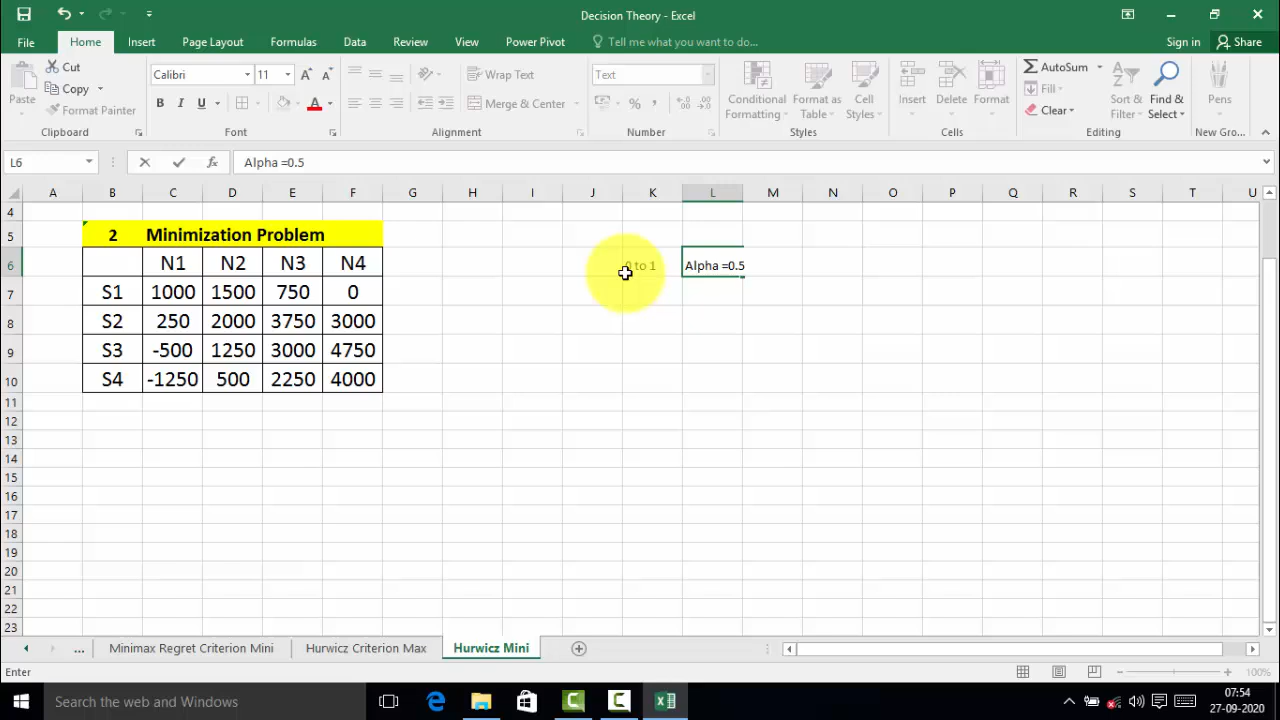 Decision Theory - Excel
File Home Insert Page Layout Formulas Data Review View Power Pivot Tell me what you want to do... Sign in Share
Cut
Copy
Format Painter
Paste
Clipboard
Calibri 11
B I U
Font
Wrap Text
Merge & Center
Alignment
Text
Number
Conditional Formatting
Format as Table
Cell Styles
Styles
Insert
Delete
Format
Cells
AutoSum
Fill
Clear
Sort & Filter
Find & Select
Editing
Pens
New Gro...
L6 Alpha =0.5
A B C D E F G H I J K L M N O P Q R S T U
4
5 2 Minimization Problem
6 N1 N2 N3 N4 to 1 Alpha =0.5
7 S1 1000 1500 750 0
8 S2 250 2000 3750 3000
9 S3 -500 1250 3000 4750
10 S4 -1250 500 2250 4000
11
12
13
14
15
16
17
18
19
20
21
22
23
... Minimax Regret Criterion Mini Hurwicz Criterion Max Hurwicz Mini
Enter 100%
Search the web and Windows
07:54
27-09-2020